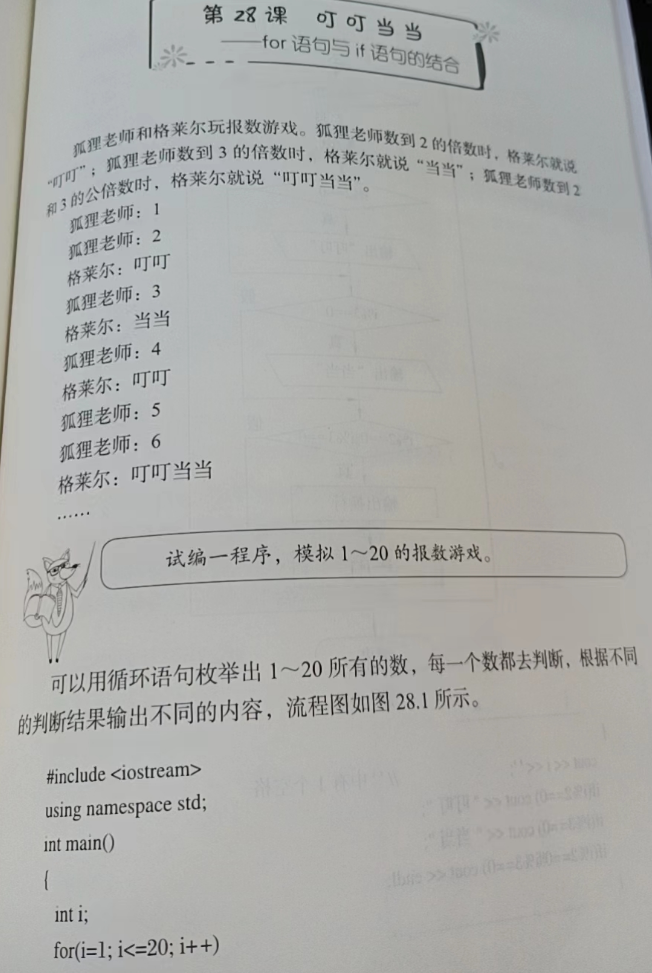 第28课 叮叮当当
——for 语句与 if 语句的结合
狐狸老师和格莱尔玩报数游戏。狐狸老师数到 2 的倍数时，格莱尔就说
“叮叮”；狐狸老师数到 3 的倍数时，格莱尔就说“当当”；狐狸老师数到 2
和 3 的公倍数时，格莱尔就说“叮叮当当”。
狐狸老师：1
狐狸老师：2
格莱尔：叮叮
狐狸老师：3
格莱尔：当当
狐狸老师：4
格莱尔：叮叮
狐狸老师：5
狐狸老师：6
格莱尔：叮叮当当
……
试编一程序，模拟 1～20 的报数游戏。
可以用循环语句枚举出 1～20 所有的数，每一个数都去判断，根据不同
的判断结果输出不同的内容，流程图如图 28.1 所示。
#include <iostream>
using namespace std;
int main()
{
int i;
for(i=1; i<=20; i++)